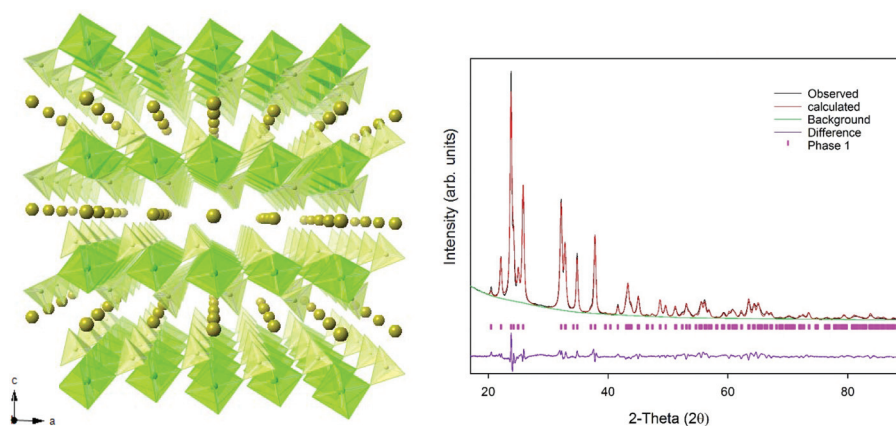 c
a
Intensity (arb. units)
Observed
calculated
Background
Difference
Phase 1
20
40
60
80
2-Theta (2θ)